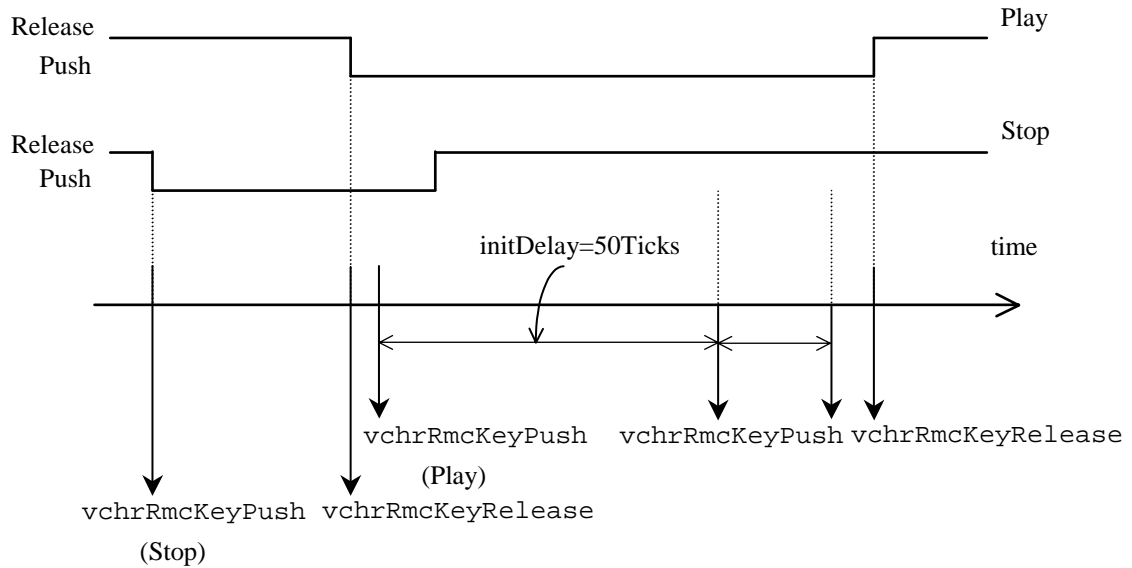 Release
Push
Play
Release
Push
Stop
initDelay=50Ticks
time
vchrRmcKeyPush
(Play)
vchrRmcKeyPush
vchrRmcKeyRelease
vchrRmcKeyPush
(Stop)
vchrRmcKeyRelease